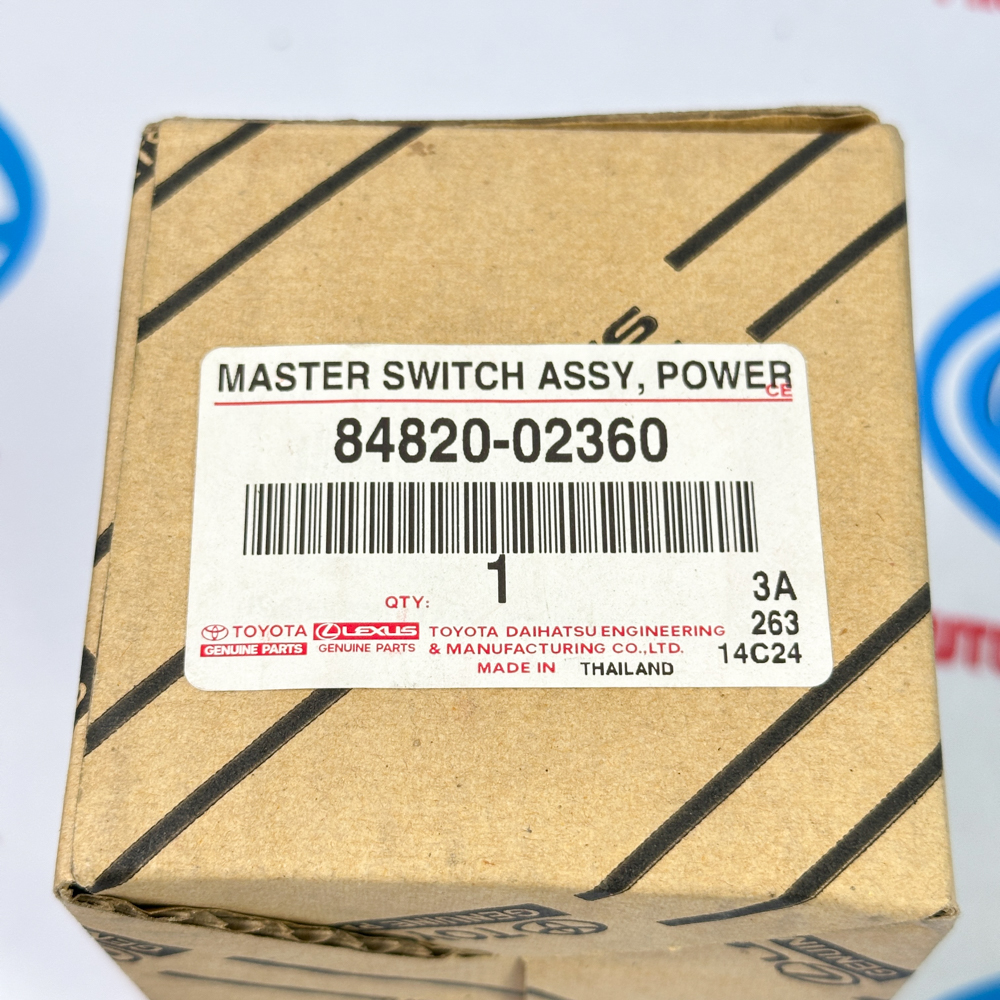 MASTER SWITCH ASSY, POWER
CE
84820-02360
1
QTY:
3A
263
14C24
TOYOTA
GENUINE PARTS
LEXUS
GENUINE PARTS
TOYOTA DAIHATSU ENGINEERING
& MANUFACTURING CO.,LTD.
MADE IN THAILAND